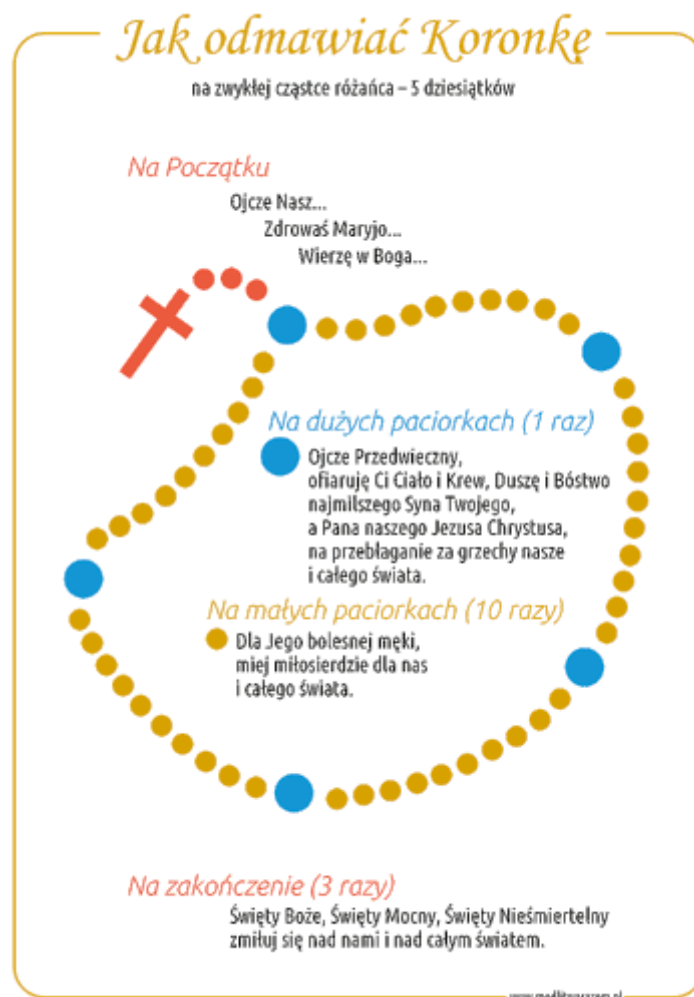 Jak odmawiać Koronkę
na zwykłej cząstce różańca – 5 dziesiątków
Na Początku
Ojcze Nasz...
Zdrowaś Maryjo...
Wierzę w Boga...
Na dużych paciorkach (1 raz)
Ojcze Przedwieczny,
ofiaruję Ci Ciało i Krew, Duszę i Bóstwo
najmilszego Syna Twojego,
a Pana naszego Jezusa Chrystusa,
na przebłaganie za grzechy nasze
i całego świata.
Na małych paciorkach (10 razy)
Dla Jego bolesnej męki,
miej miłosierdzie dla nas
i całego świata.
Na zakończenie (3 razy)
Święty Boże, Święty Mocny, Święty Nieśmiertelny
zmiłuj się nad nami i nad całym światem.